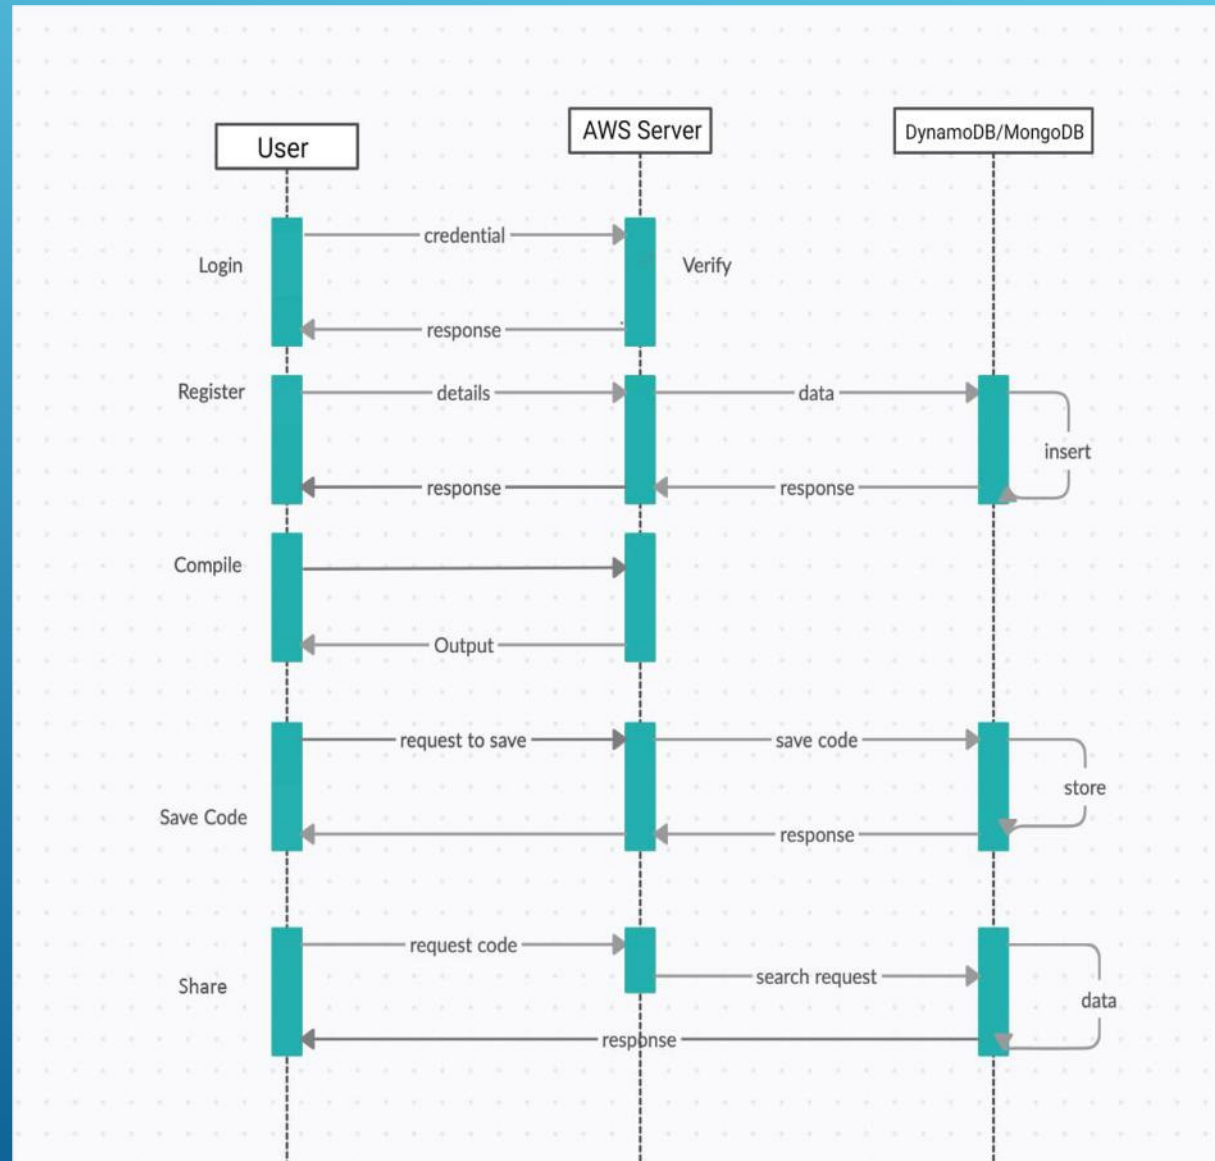 User
AWS Server
DynamoDB/MongoDB
credential
Login
Verify
response
Register
details
data
insert
response
response
Compile
Output
request to save
save code
store
Save Code
response
request code
search request
Share
data
response